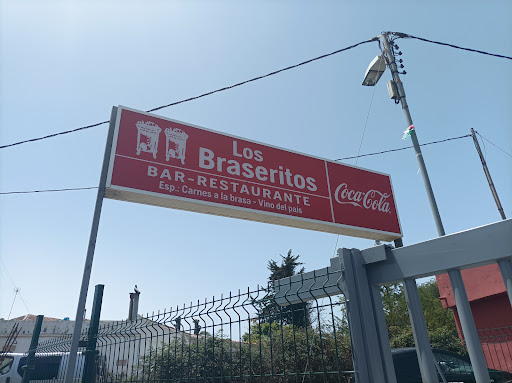 Los
Braseritos
BAR-RESTAURANTE
Esp.: Carnes a la brasa - Vino del país
Coca-Cola